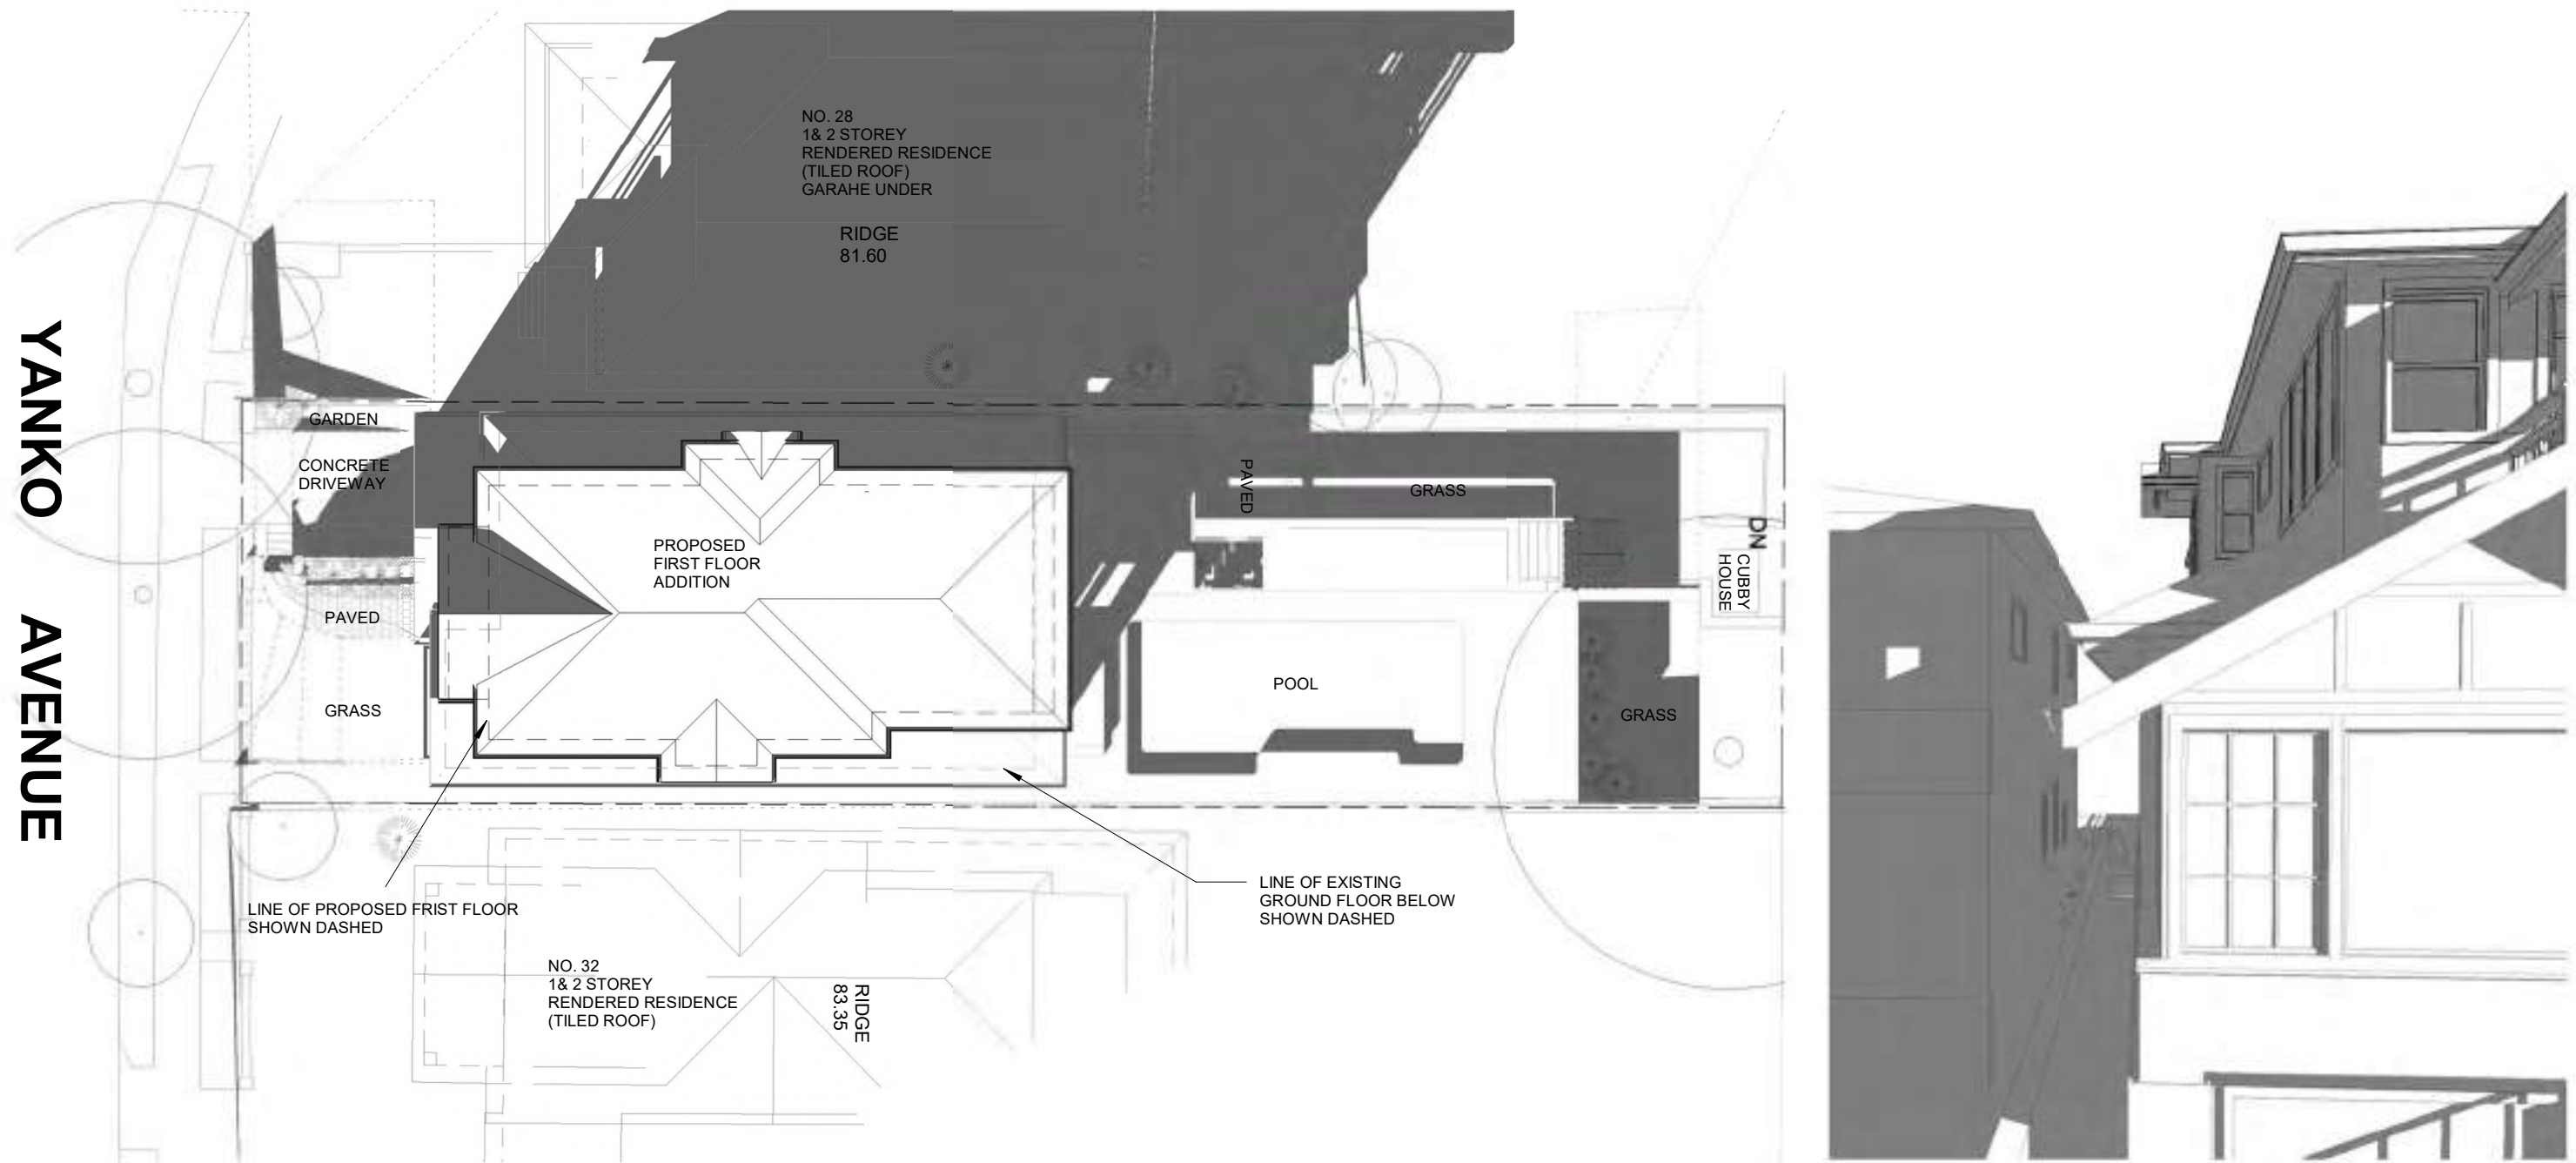 YANKO AVENUE
NO. 28
1& 2 STOREY
RENDERED RESIDENCE
(TILED ROOF)
GARAHE UNDER
RIDGE
81.60
GARDEN
CONCRETE
DRIVEWAY
PAVED
GRASS
PROPOSED
FIRST FLOOR
ADDITION
PAVED
GRASS
DN
CUBBY
HOUSE
POOL
GRASS
LINE OF PROPOSED FRIST FLOOR
SHOWN DASHED
LINE OF EXISTING
GROUND FLOOR BELOW
SHOWN DASHED
NO. 32
1& 2 STOREY
RENDERED RESIDENCE
(TILED ROOF)
RIDGE
83.35